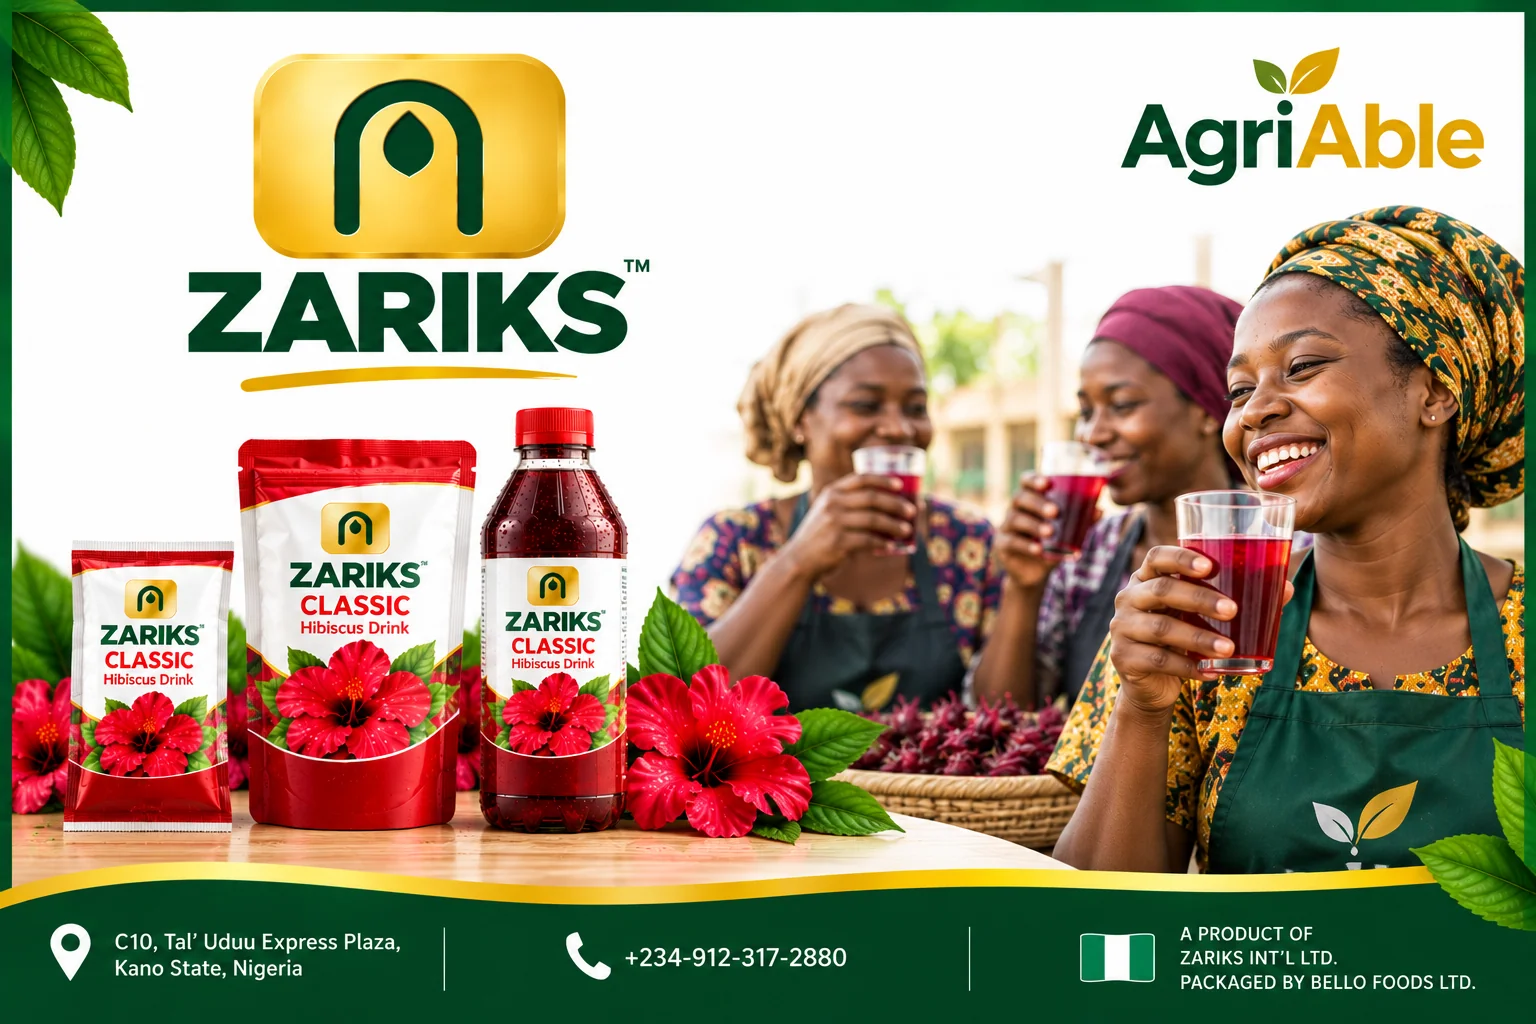 ZARIKS™
AgriAble
ZARIKS™
CLASSIC
Hibiscus Drink
ZARIKS™
CLASSIC
Hibiscus Drink
ZARIKS™
CLASSIC
Hibiscus Drink
C10, Tal’ Uduu Express Plaza,
Kano State, Nigeria
+234-912-317-2880
A PRODUCT OF
ZARIKS INT’L LTD.
PACKAGED BY BELLO FOODS LTD.